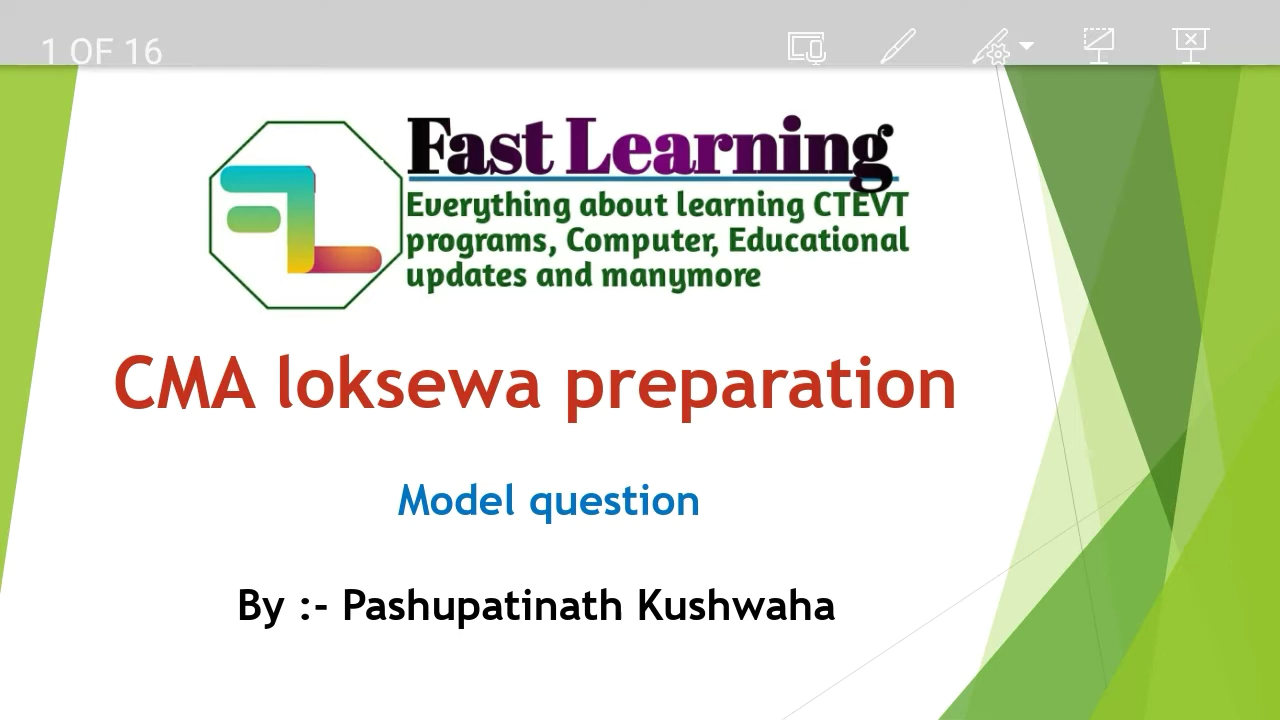 1 OF 16
Fast Learning
Everything about learning CTEVT
programs, Computer, Educational
updates and manymore
CMA loksewa preparation
Model question
By :- Pashupatinath Kushwaha